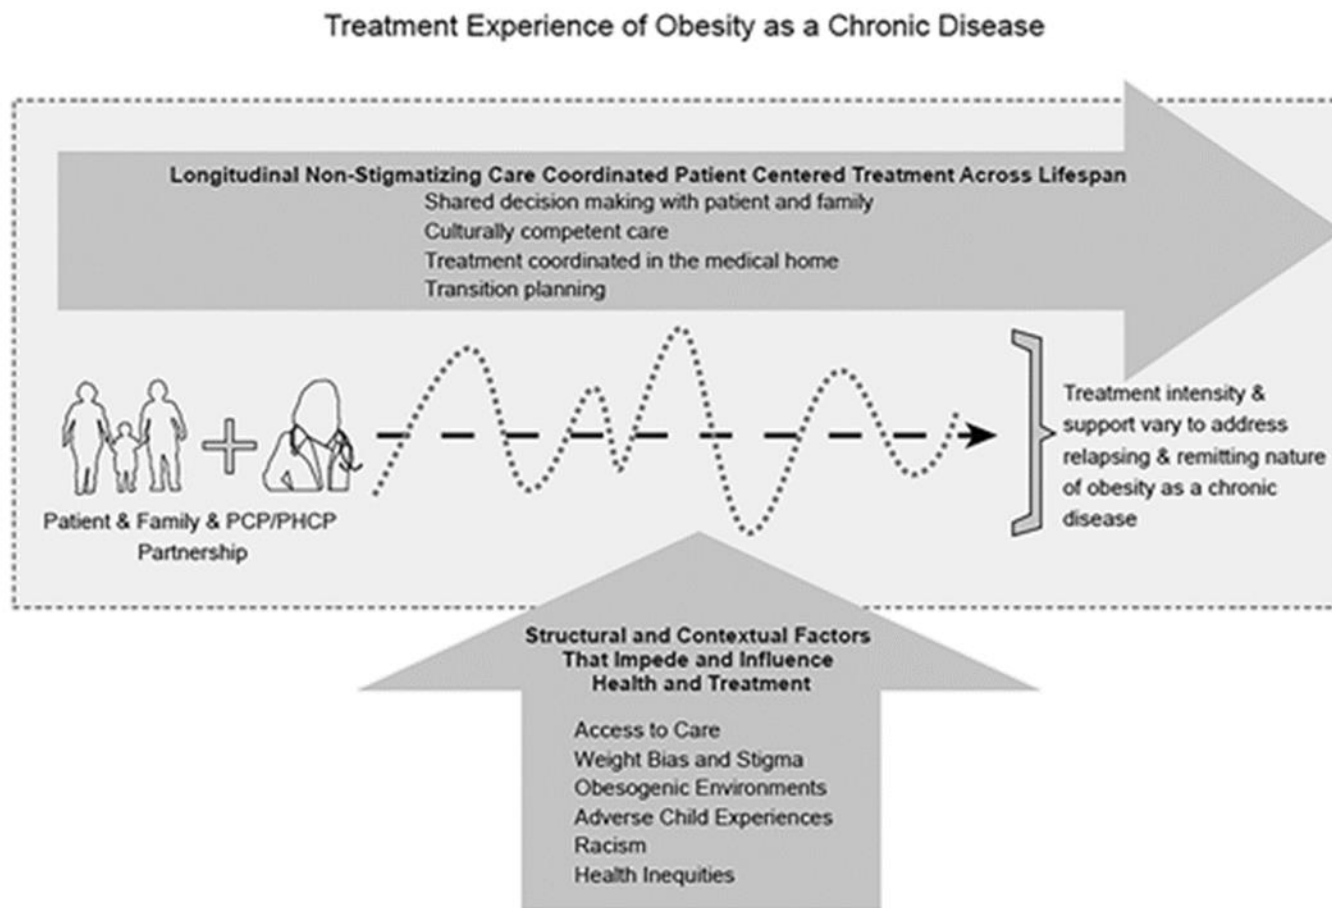 Treatment Experience of Obesity as a Chronic Disease
Longitudinal Non-Stigmatizing Care Coordinated Patient Centered Treatment Across Lifespan
Shared decision making with patient and family
Culturally competent care
Treatment coordinated in the medical home
Transition planning
Patient & Family & PCP/PHCP
Partnership
Treatment intensity &
support vary to address
relapsing & remitting nature
of obesity as a chronic
disease
Structural and Contextual Factors
That Impede and Influence
Health and Treatment
Access to Care
Weight Bias and Stigma
Obesogenic Environments
Adverse Child Experiences
Racism
Health Inequities